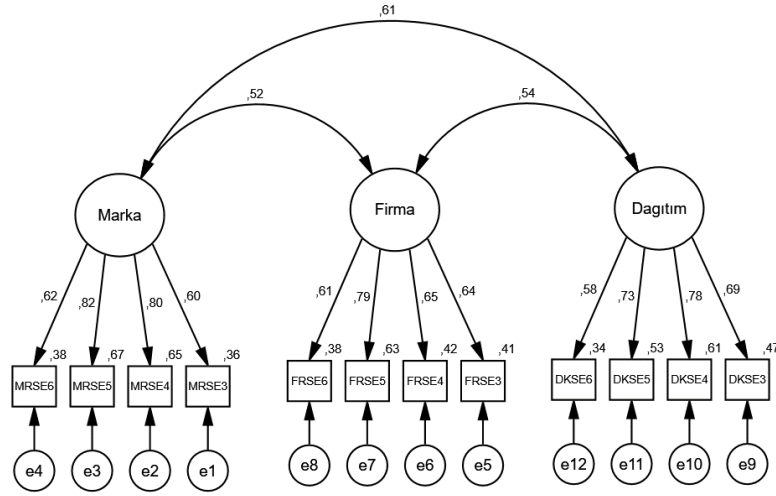 ,61
,52
,54
Marka
Firma
Dagıtım
,62
,82
,80
,60
,61
,79
,65
,64
,58
,73
,78
,69
,38
,67
,65
,36
,38
,63
,42
,41
,34
,53
,61
,47
MRSE6
MRSE5
MRSE4
MRSE3
FRSE6
FRSE5
FRSE4
FRSE3
DKSE6
DKSE5
DKSE4
DKSE3
e4
e3
e2
e1
e8
e7
e6
e5
e12
e11
e10
e9